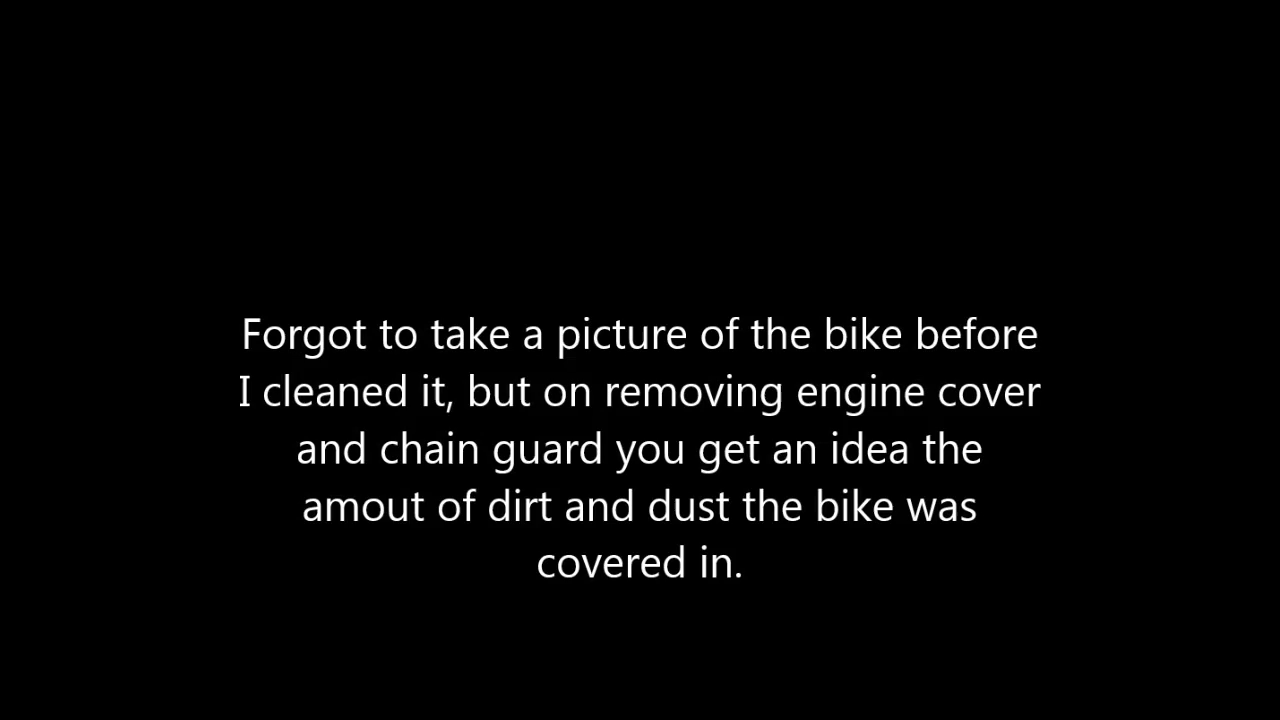 Forgot to take a picture of the bike before
I cleaned it, but on removing engine cover
and chain guard you get an idea the
amout of dirt and dust the bike was
covered in.